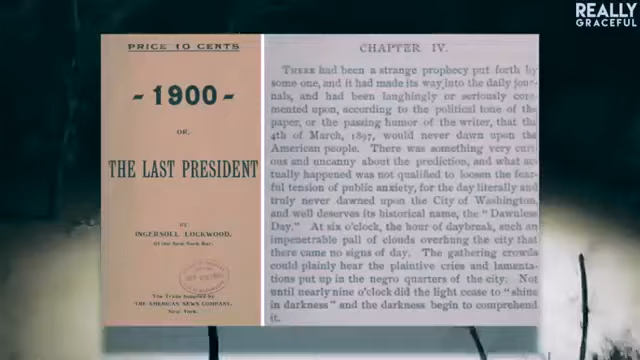 REALLY
GRACEFUL
PRICE 10 CENTS
- 1900 -
OR,
THE LAST PRESIDENT
BY
INGERSOLL LOCKWOOD,
Of the New York Bar.
The Trade Supplied by
THE AMERICAN NEWS COMPANY,
New York.
CHAPTER IV.
THERE had been a strange prophecy put forth by
some one, and it had made its way into the daily jour-
nals, and had been laughingly or seriously com-
mented upon, according to the political tone of the
paper, or the passing humor of the writer, that the
4th of March, 1897, would never dawn upon the
American people. There was something very curi-
ous and uncanny about the prediction, and what ac-
tually happened was not qualified to loosen the fear-
ful tension of public anxiety, for the day literally and
truly never dawned upon the City of Washington,
and well deserves its historical name, the "Dawnless
Day." At six o'clock, the hour of daybreak, such an
impenetrable pall of clouds overhung the city that
there came no signs of day. The gathering crowds
could plainly hear the plaintive cries and lamenta-
tions put up in the negro quarters of the city. Not
until nearly nine o'clock did the light cease to "shine
in darkness" and the darkness begin to comprehend
it.